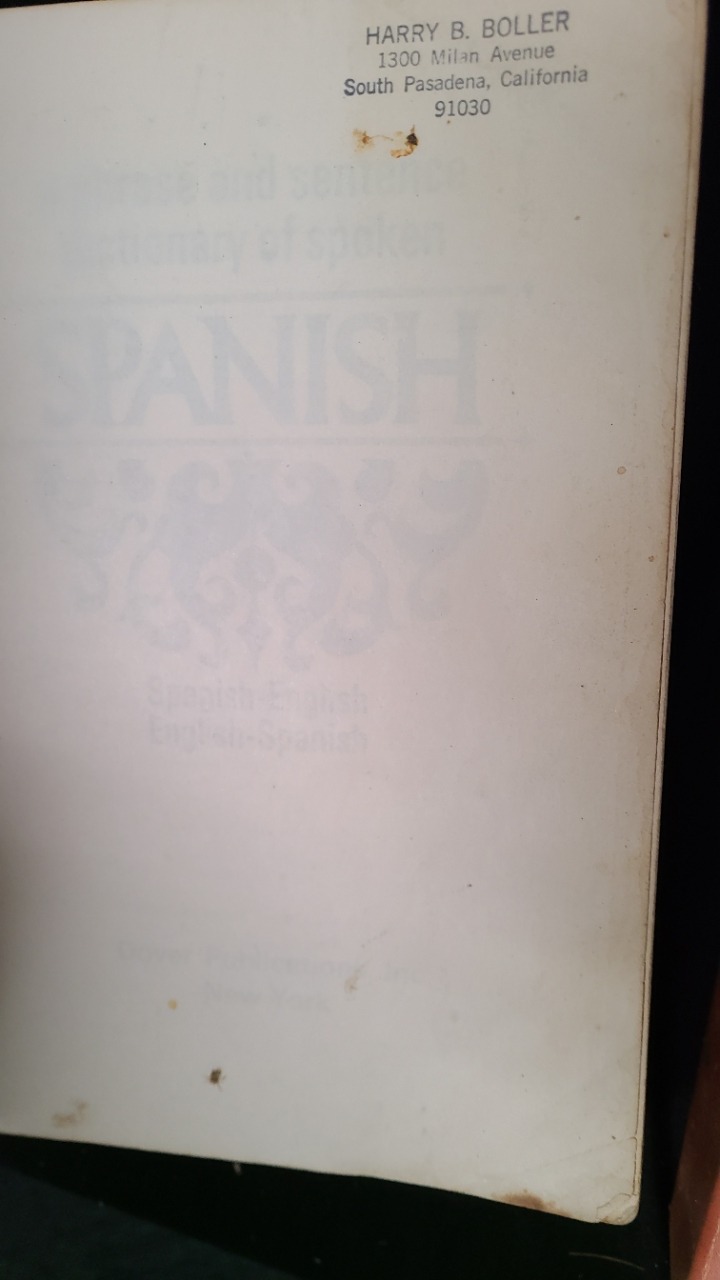 HARRY B. BOLLER
1300 Milan Avenue
South Pasadena, California
91030
phrase and sentence
dictionary of spoken
SPANISH
Spanish-English
English-Spanish
Dover Publications, Inc.
New York